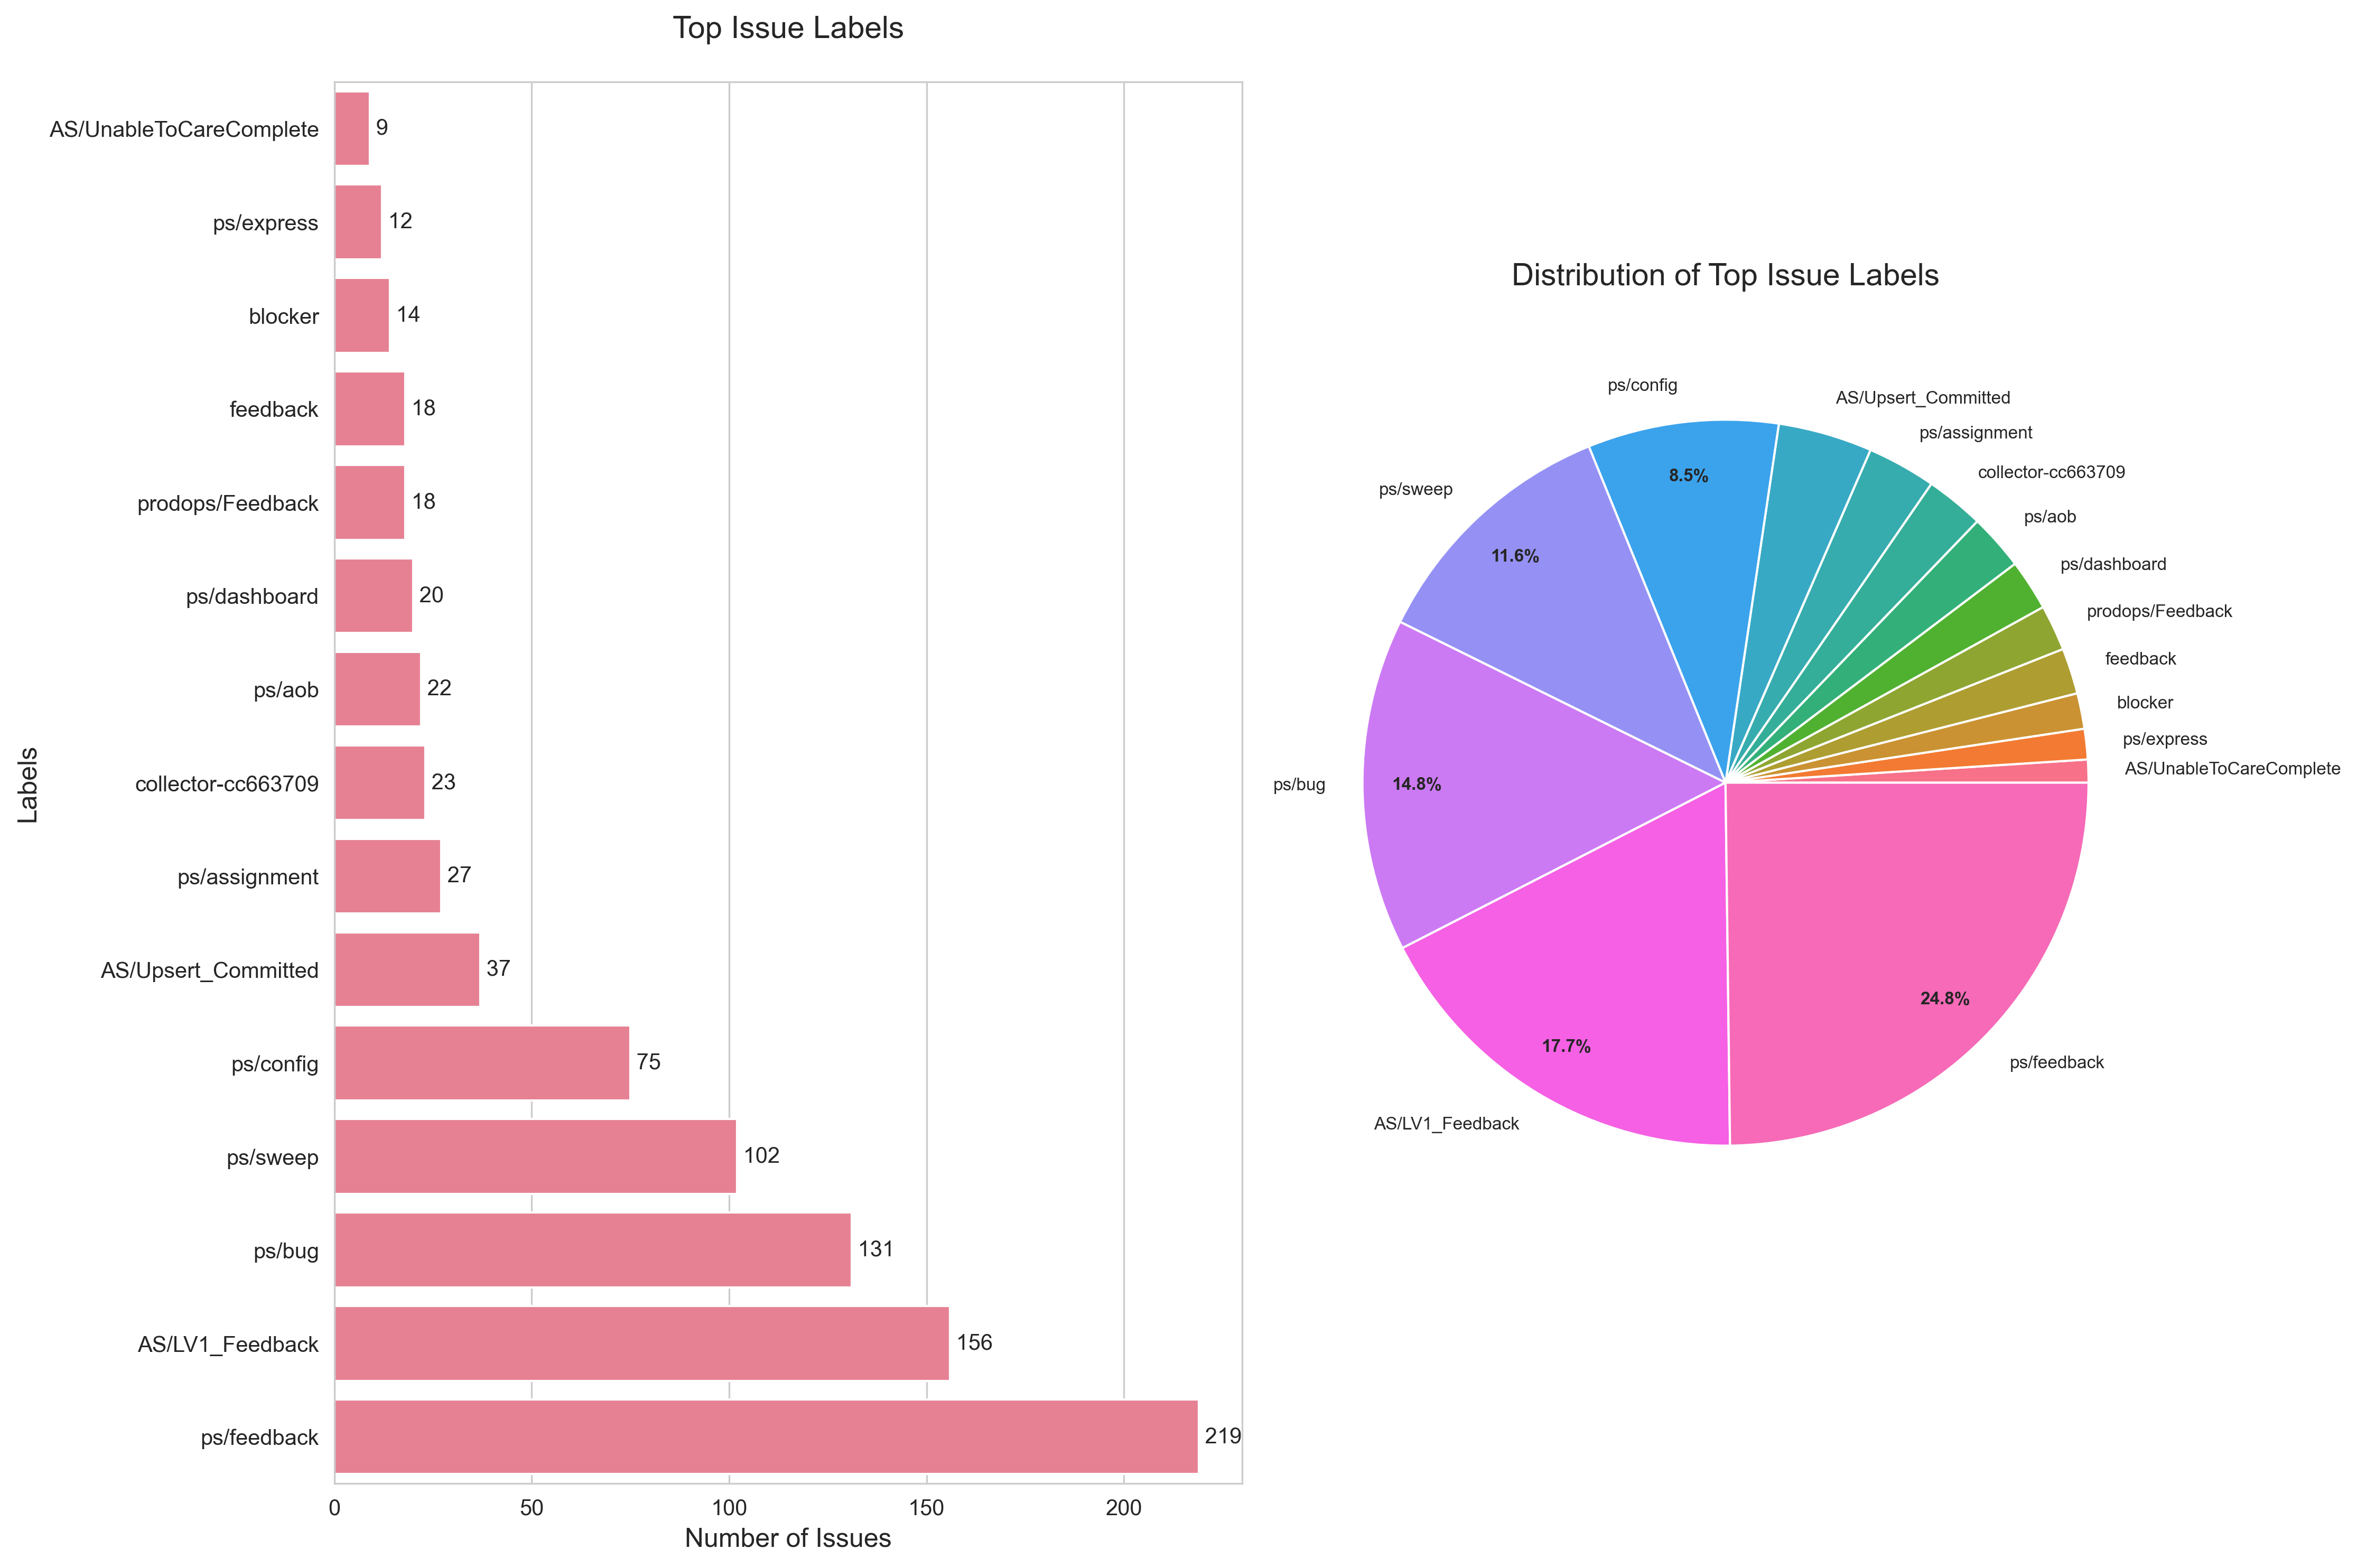 Top Issue Labels
Labels
AS/UnableToCareComplete 9
ps/express 12
blocker 14
feedback 18
prodops/Feedback 18
ps/dashboard 20
ps/aob 22
collector-cc663709 23
ps/assignment 27
AS/Upsert_Committed 37
ps/config 75
ps/sweep 102
ps/bug 131
AS/LV1_Feedback 156
ps/feedback 219
0 50 100 150 200
Number of Issues
Distribution of Top Issue Labels
ps/config
AS/Upsert_Committed
ps/assignment
collector-cc663709
ps/aob
ps/dashboard
prodops/Feedback
feedback
blocker
ps/express
AS/UnableToCareComplete
ps/sweep
ps/bug
AS/LV1_Feedback
ps/feedback
8.5%
11.6%
14.8%
17.7%
24.8%